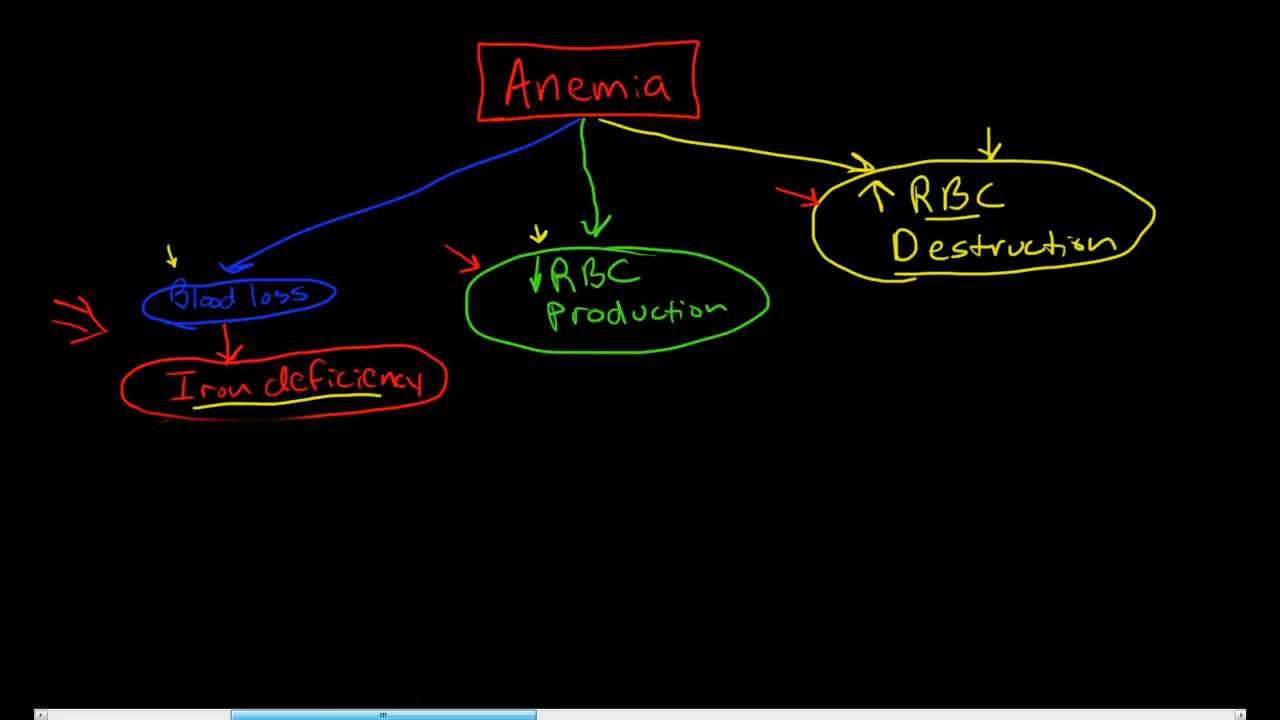 Anemia
Blood loss
Iron deficiency
↓ RBC
Production
↑ RBC
Destruction